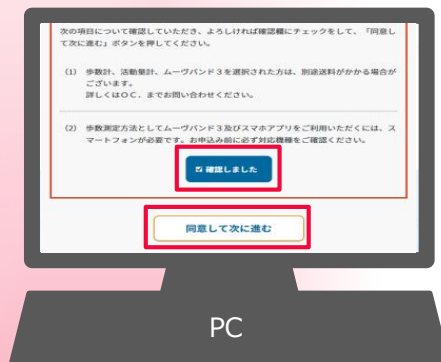 次の項目について確認していただき、よろしければ確認欄にチェックをして、「同意し
て次に進む」ボタンを押してください。
(1) 歩数計、活動量計、ムーヴバンド3を選択された方は、別途送料がかかる場合が
ございます。
詳しくはOC.までお問い合わせください。
(2) 歩数測定方法としてムーヴバンド3及びスマホアプリをご利用いただくには、ス
マートフォンが必要です。お申込み前に必ず対応機種をご確認ください。
確認しました
同意して次に進む
PC